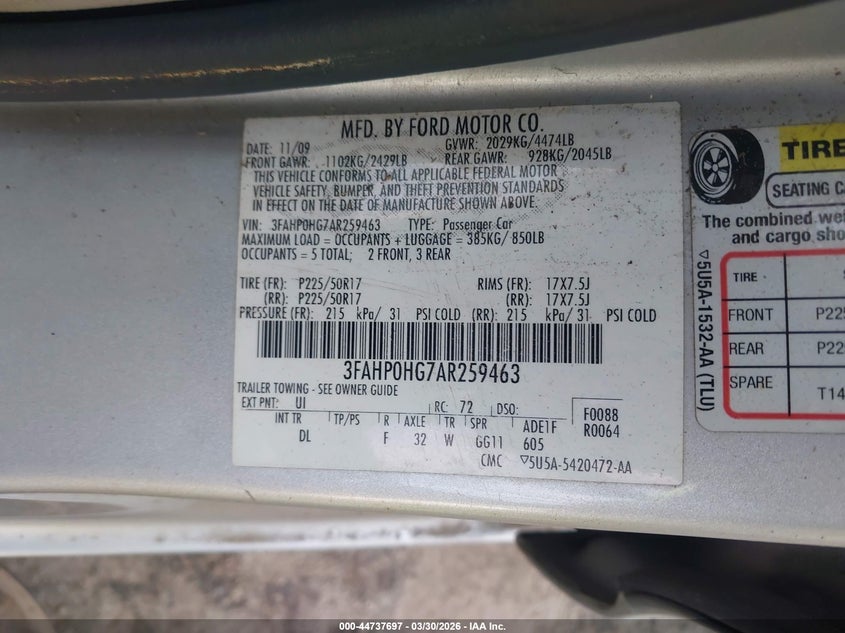 MFD. BY FORD MOTOR CO.
DATE: 11/09 GVWR: 2029KG/4474LB
FRONT GAWR: 1102KG/2429LB REAR GAWR: 928KG/2045LB
THIS VEHICLE CONFORMS TO ALL APPLICABLE FEDERAL MOTOR
VEHICLE SAFETY, BUMPER, AND THEFT PREVENTION STANDARDS
IN EFFECT ON THE DATE OF MANUFACTURE SHOWN ABOVE.
VIN: 3FAHP0HG7AR259463 TYPE: Passenger Car
MAXIMUM LOAD = OCCUPANTS + LUGGAGE = 385KG/ 850LB
OCCUPANTS = 5 TOTAL; 2 FRONT, 3 REAR
TIRE (FR): P225/50R17 RIMS (FR): 17X7.5J
(RR): P225/50R17 (RR): 17X7.5J
PRESSURE (FR): 215 kPa/ 31 PSI COLD (RR): 215 kPa/ 31 PSI COLD
3FAHP0HG7AR259463
TRAILER TOWING - SEE OWNER GUIDE
EXT PNT: UI RC: 72 DSO: F0088
INT TR TP/PS R AXLE TR SPR ADE1F R0064
DL F 32 W GG11 605
CMC ▽5U5A-5420472-AA
TIRE
SEATING CA
The combined wei
and cargo sho
▽5U5A-1532-AA (TLU)
TIRE
FRONT P225
REAR P22
SPARE T14
000-44737697 - 03/30/2026 - IAA Inc.